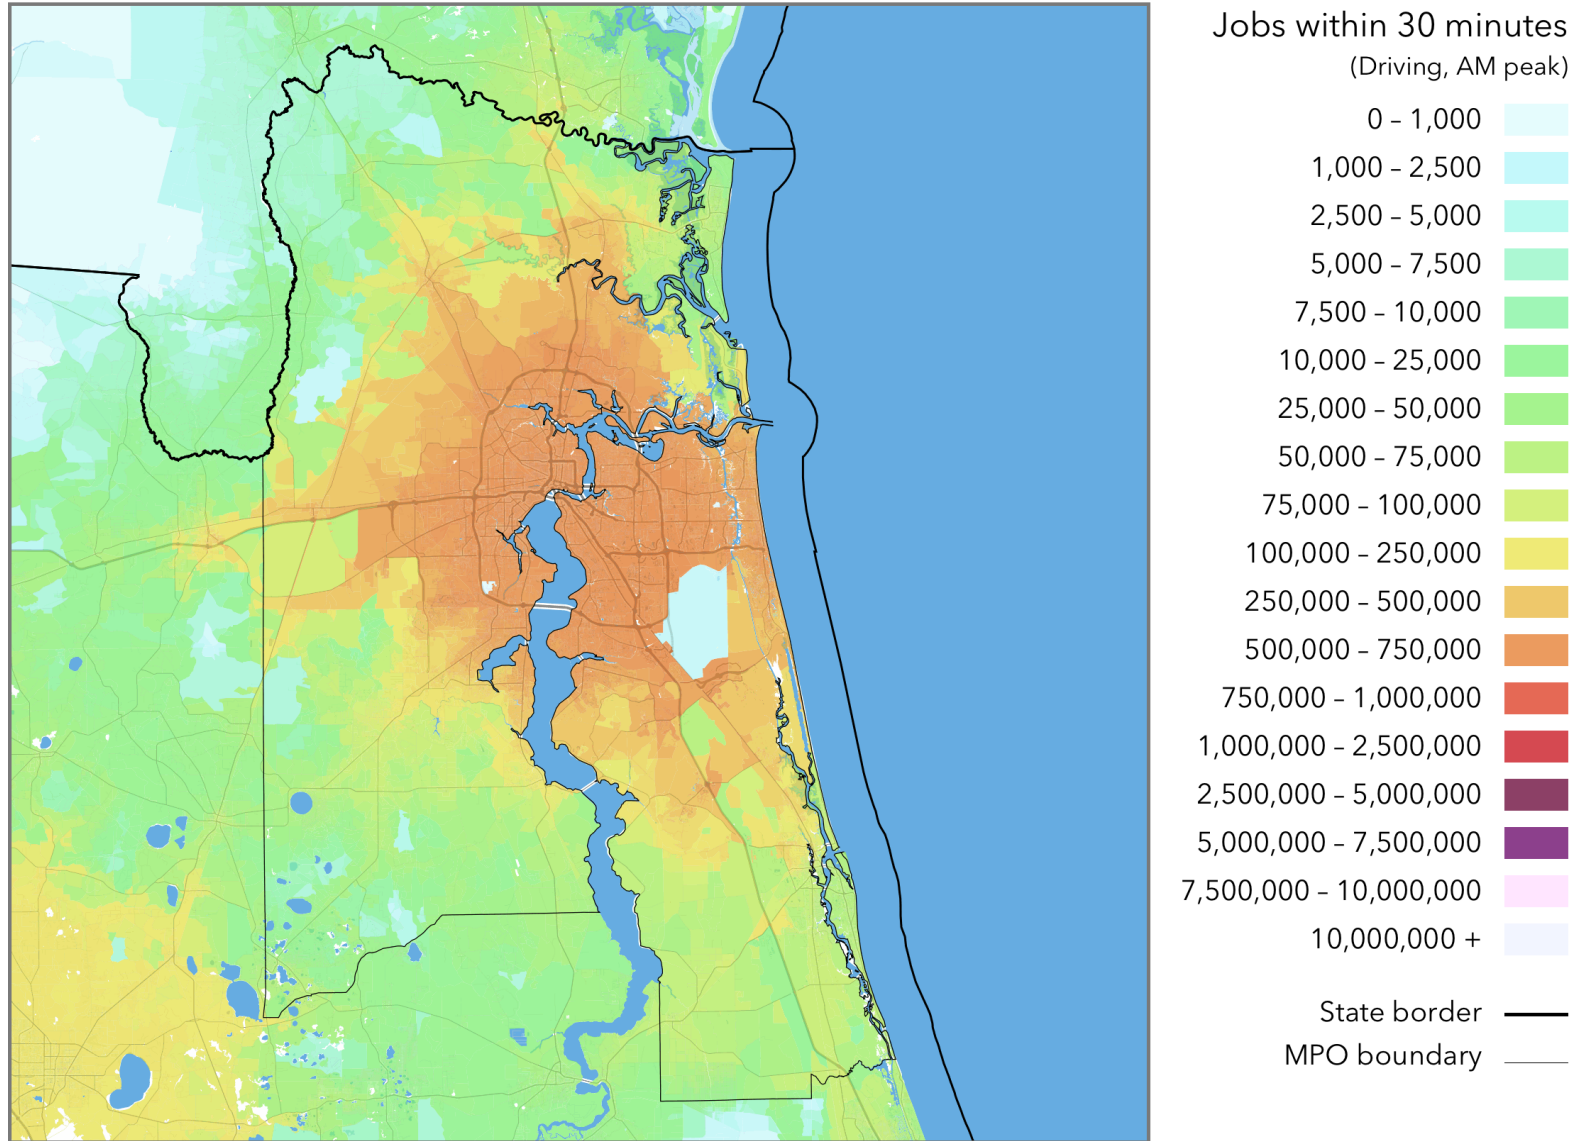 Jobs within 30 minutes
(Driving, AM peak)
0 – 1,000
1,000 – 2,500
2,500 – 5,000
5,000 – 7,500
7,500 – 10,000
10,000 – 25,000
25,000 – 50,000
50,000 – 75,000
75,000 – 100,000
100,000 – 250,000
250,000 – 500,000
500,000 – 750,000
750,000 – 1,000,000
1,000,000 – 2,500,000
2,500,000 – 5,000,000
5,000,000 – 7,500,000
7,500,000 – 10,000,000
10,000,000 +
State border
MPO boundary